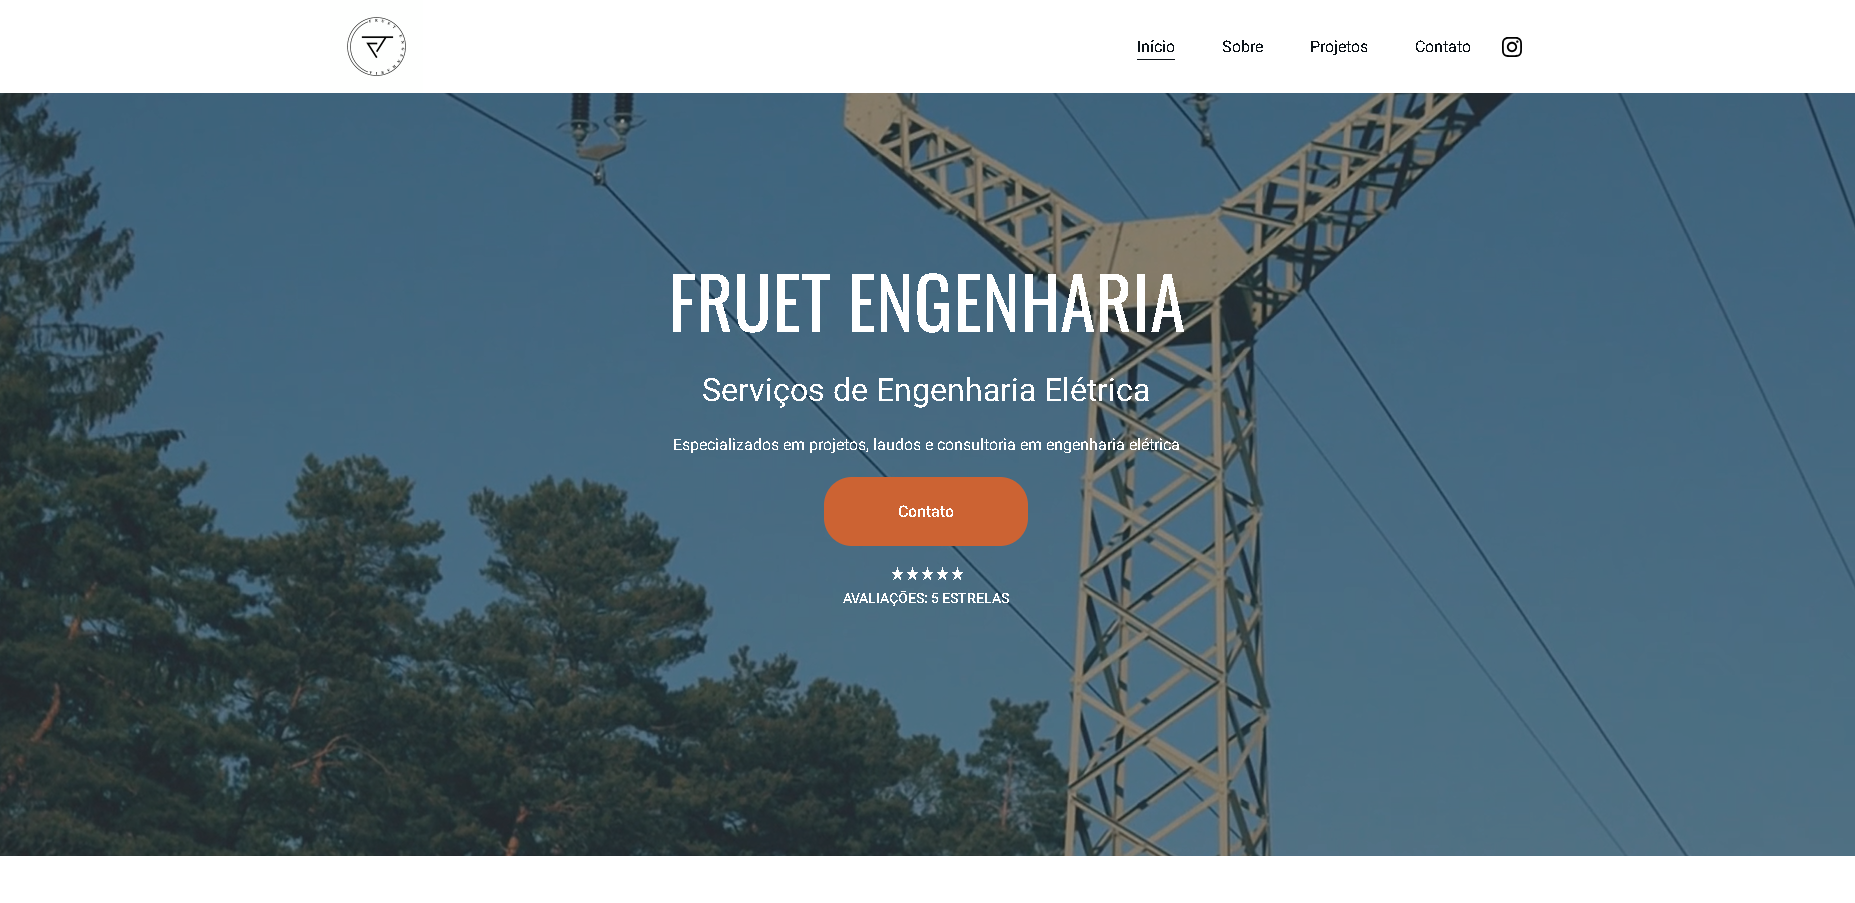 Início Sobre Projetos Contato
FRUET ENGENHARIA
Serviços de Engenharia Elétrica
Especializados em projetos, laudos e consultoria em engenharia elétrica
Contato
★★★★★
AVALIAÇÕES: 5 ESTRELAS